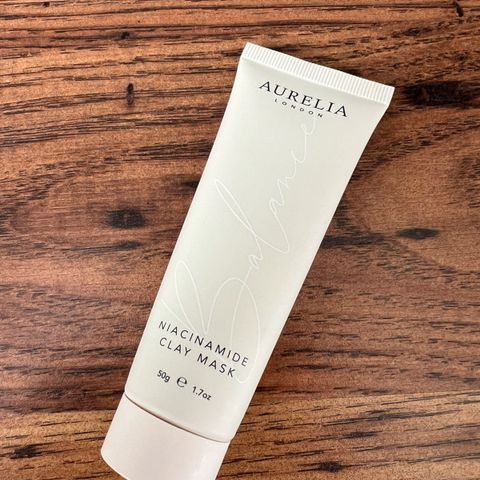 AURELIA
LONDON
Balance
NIACINAMIDE
CLAY MASK
50g ℮ 1.7oz